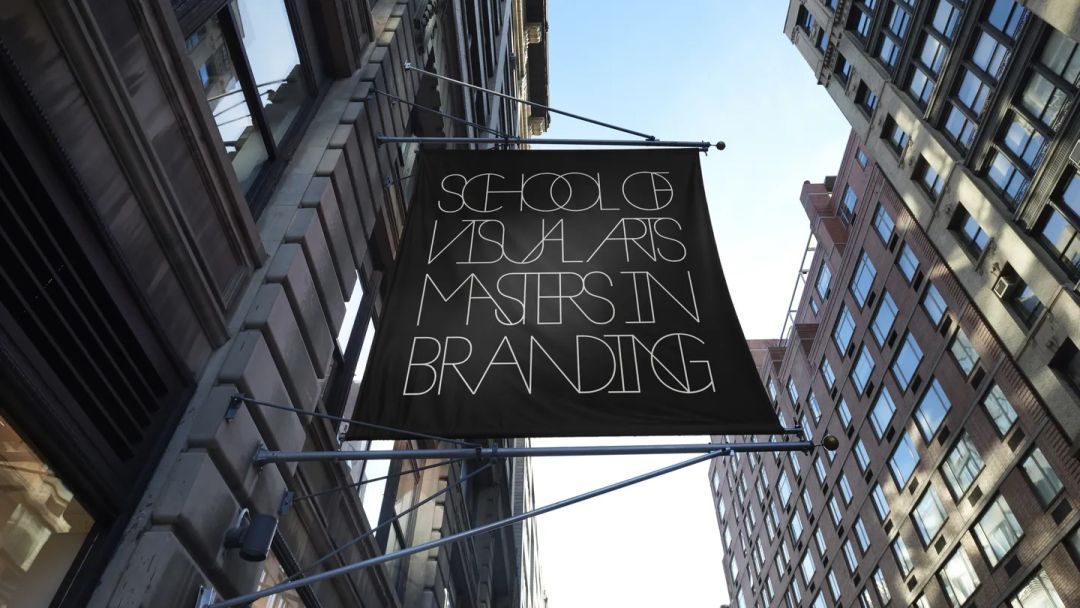 SCHOOL OF
VISUAL ARTS
MASTERS IN
BRANDING